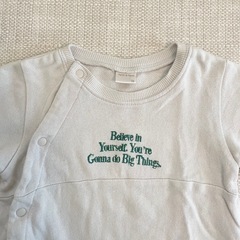 Believe in
Yourself. You're
Gonna do Big Things.